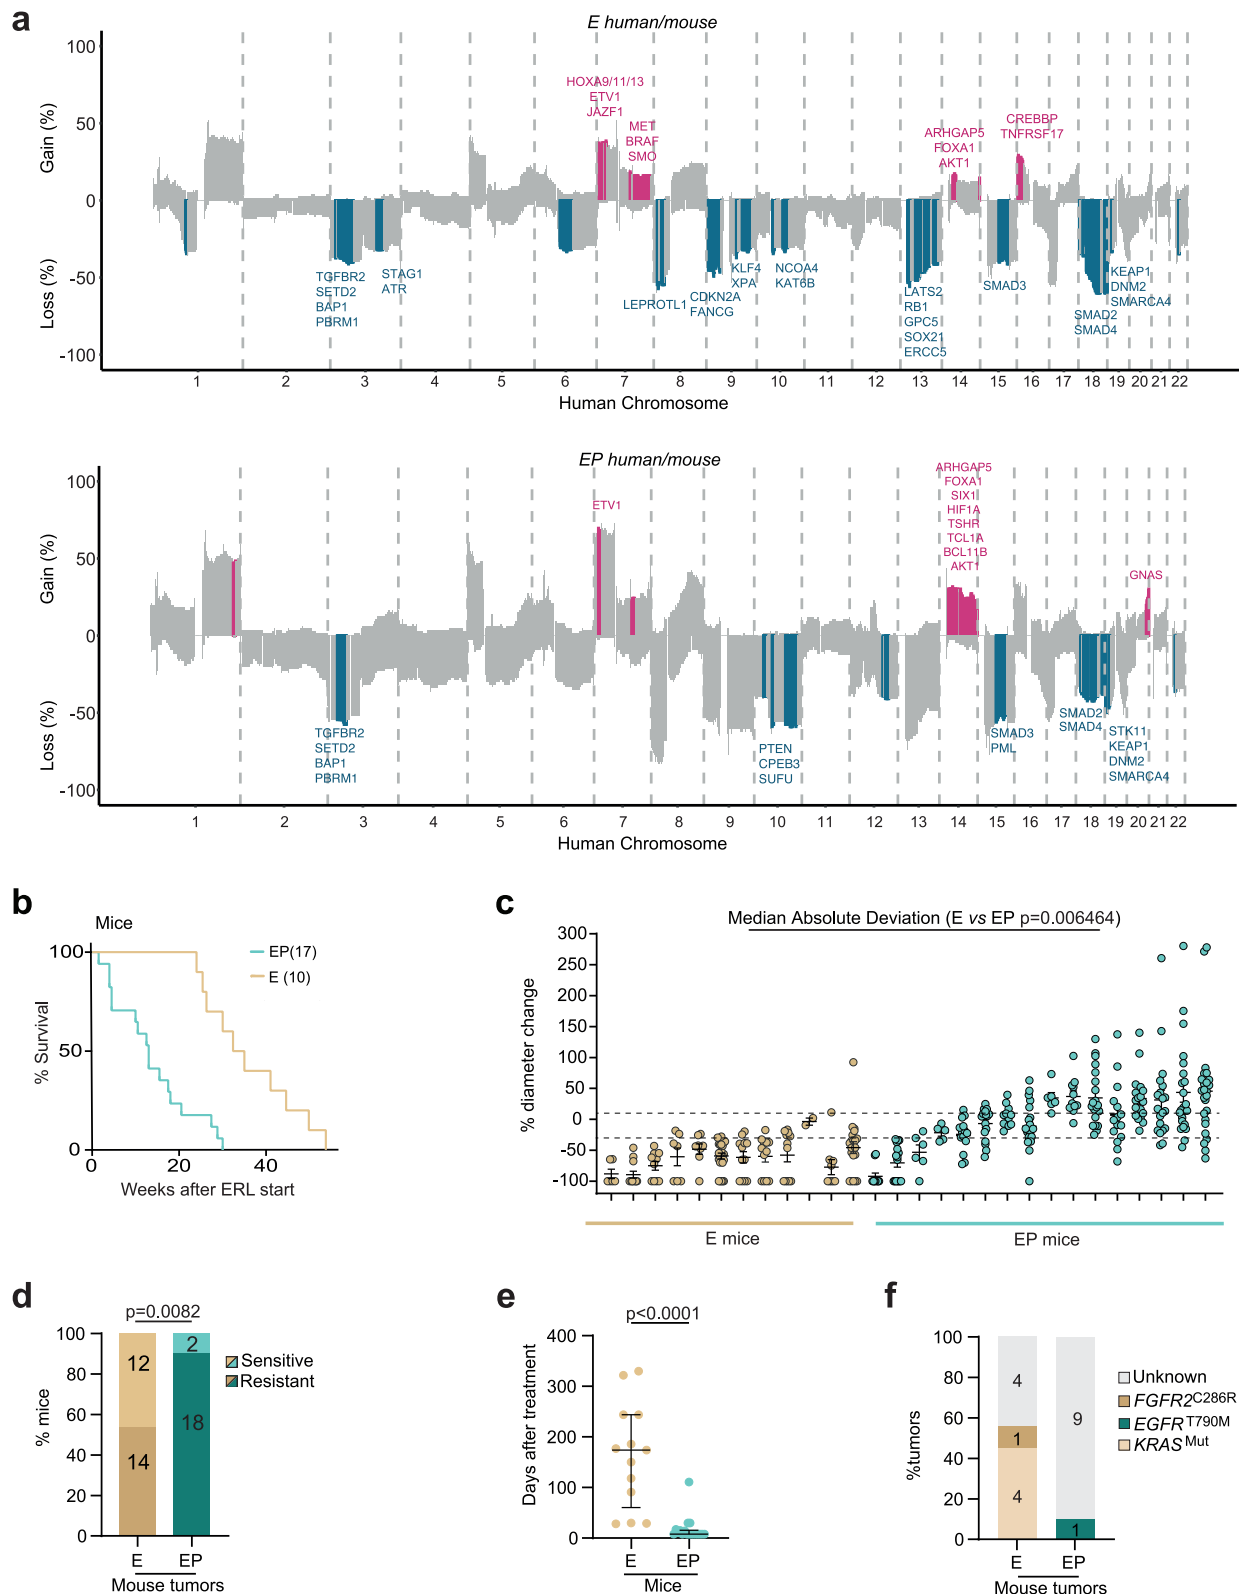 a
E human/mouse
100
50
0
-50
-100
Gain (%)
Loss (%)
HOXA9/11/13
ETV1
JAZF1
MET
BRAF
SMO
ARHGAP5
FOXA1
AKT1
CREBBP
TNFRSF17
TGFBR2
SETD2
BAP1
PBRM1
STAG1
ATR
LEPROTL1
CDKN2A
FANCG
KLF4
XPA
NCOA4
KAT6B
LATS2
RB1
GPC5
SOX21
ERCC5
SMAD3
SMAD2
SMAD4
KEAP1
DNM2
SMARCA4
1 2 3 4 5 6 7 8 9 10 11 12 13 14 15 16 17 18 19 20 21 22
Human Chromosome
EP human/mouse
100
50
0
-50
-100
Gain (%)
Loss (%)
ETV1
ARHGAP5
FOXA1
SIX1
HIF1A
TSHR
TCL1A
BCL11B
AKT1
GNAS
TGFBR2
SETD2
BAP1
PBRM1
PTEN
CPEB3
SUFU
SMAD3
PML
SMAD2
SMAD4
STK11
KEAP1
DNM2
SMARCA4
1 2 3 4 5 6 7 8 9 10 11 12 13 14 15 16 17 18 19 20 21 22
Human Chromosome
b
Mice
EP(17)
E (10)
% Survival
100
50
0
0 20 40
Weeks after ERL start
c
Median Absolute Deviation (E vs EP p=0.006464)
% diameter change
300
250
200
150
100
50
0
-50
-100
E mice
EP mice
d
p=0.0082
% mice
100
80
60
40
20
0
12
14
2
18
Sensitive
Resistant
E EP
Mouse tumors
e
p<0.0001
Days after treatment
400
300
200
100
0
E EP
Mice
f
%tumors
100
80
60
40
20
0
4
1
4
9
1
Unknown
FGFR2C286R
EGFRT790M
KRASMut
E EP
Mouse tumors